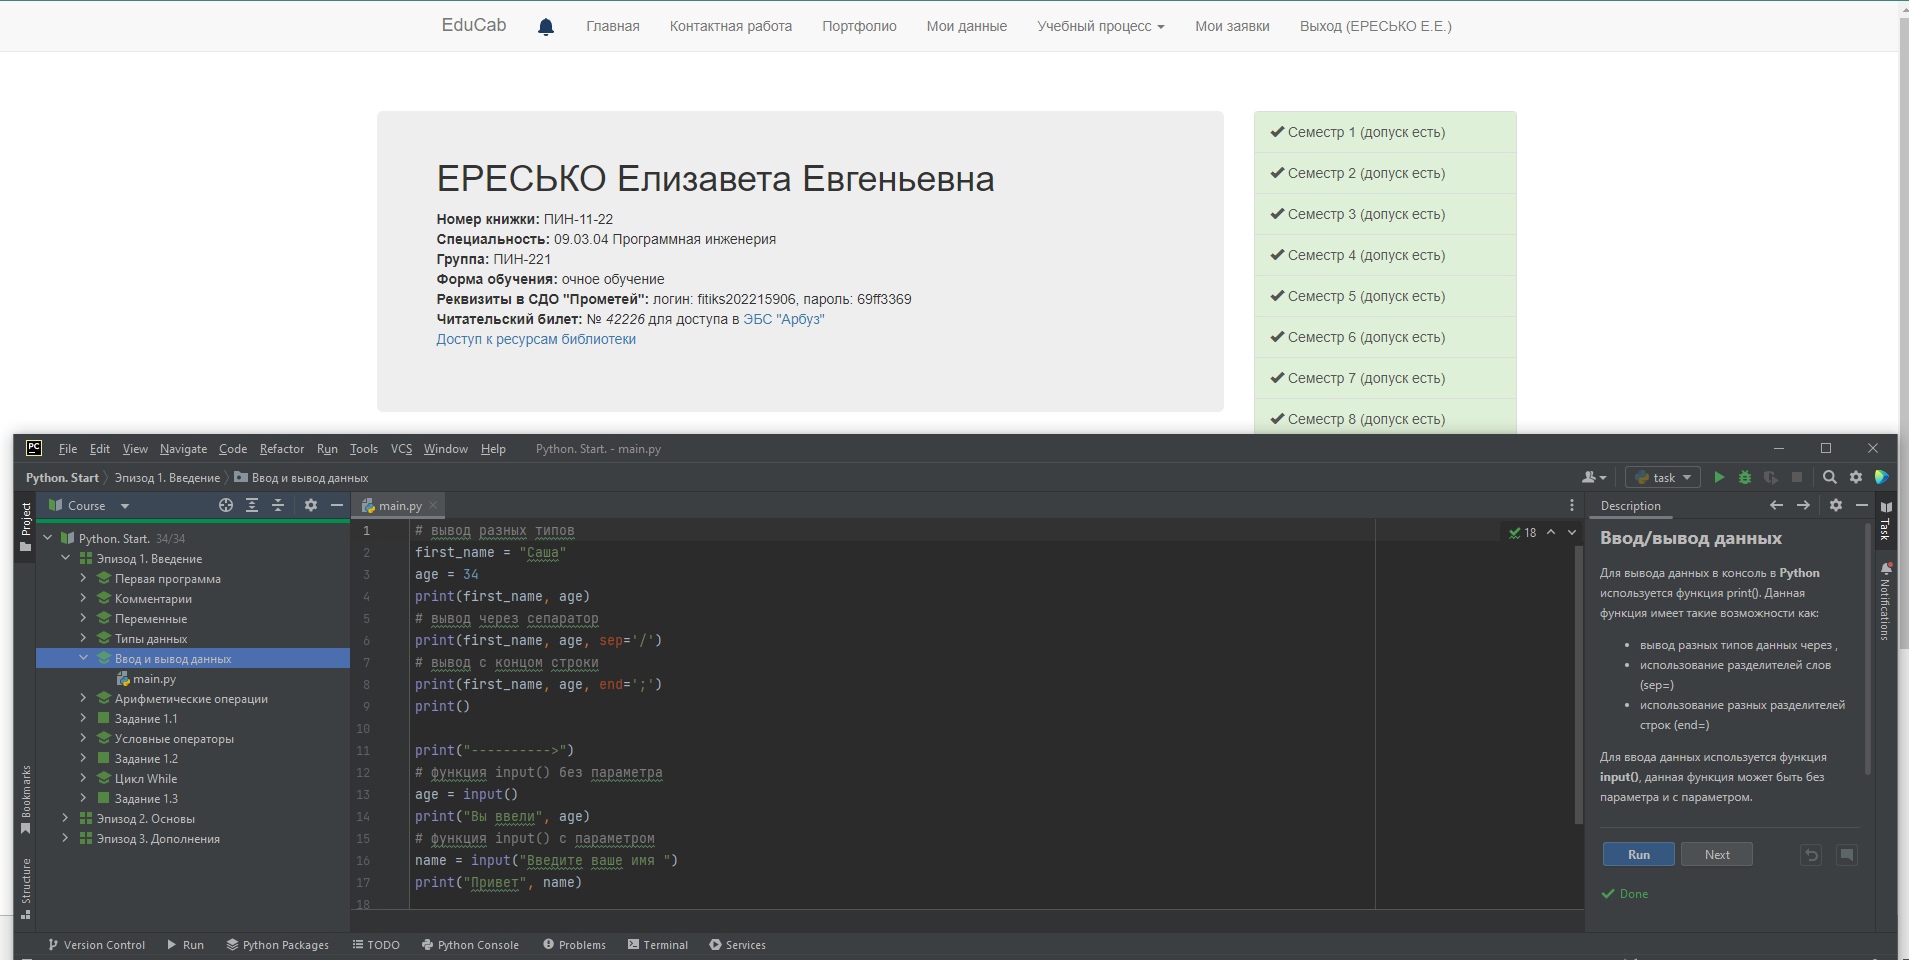 EduCab Главная Контактная работа Портфолио Мои данные Учебный процесс Мои заявки Выход (ЕРЕСЬКО Е.Е.)
ЕРЕСЬКО Елизавета Евгеньевна
Номер книжки: ПИН-11-22
Специальность: 09.03.04 Программная инженерия
Группа: ПИН-221
Форма обучения: очное обучение
Реквизиты в СДО "Прометей": логин: fitiks202215906, пароль: 69ff3369
Читательский билет: № 42226 для доступа в ЭБС "Арбуз"
Доступ к ресурсам библиотеки
Семестр 1 (допуск есть)
Семестр 2 (допуск есть)
Семестр 3 (допуск есть)
Семестр 4 (допуск есть)
Семестр 5 (допуск есть)
Семестр 6 (допуск есть)
Семестр 7 (допуск есть)
Семестр 8 (допуск есть)
PC File Edit View Navigate Code Refactor Run Tools VCS Window Help Python. Start. - main.py
Python. Start Эпизод 1. Введение Ввод и вывод данных task
Project
Bookmarks
Structure
Course
Python. Start. 34/34
Эпизод 1. Введение
Первая программа
Комментарии
Переменные
Типы данных
Ввод и вывод данных
main.py
Арифметические операции
Задание 1.1
Условные операторы
Задание 1.2
Цикл While
Задание 1.3
Эпизод 2. Основы
Эпизод 3. Дополнения
main.py
18
1 # вывод разных типов
2 first_name = "Саша"
3 age = 34
4 print(first_name, age)
5 # вывод через сепаратор
6 print(first_name, age, sep='/')
7 # вывод с концом строки
8 print(first_name, age, end=';')
9 print()
10
11 print("---------->")
12 # функция input() без параметра
13 age = input()
14 print("Вы ввели", age)
15 # функция input() с параметром
16 name = input("Введите ваше имя ")
17 print("Привет", name)
18
Description
Ввод/вывод данных
Для вывода данных в консоль в Python
используется функция print(). Данная
функция имеет такие возможности как:
• вывод разных типов данных через ,
• использование разделителей слов
(sep=)
• использование разных разделителей
строк (end=)
Для ввода данных используется функция
input(), данная функция может быть без
параметра и с параметром.
Run Next
Done
Task
Notifications
Version Control Run Python Packages TODO Python Console Problems Terminal Services